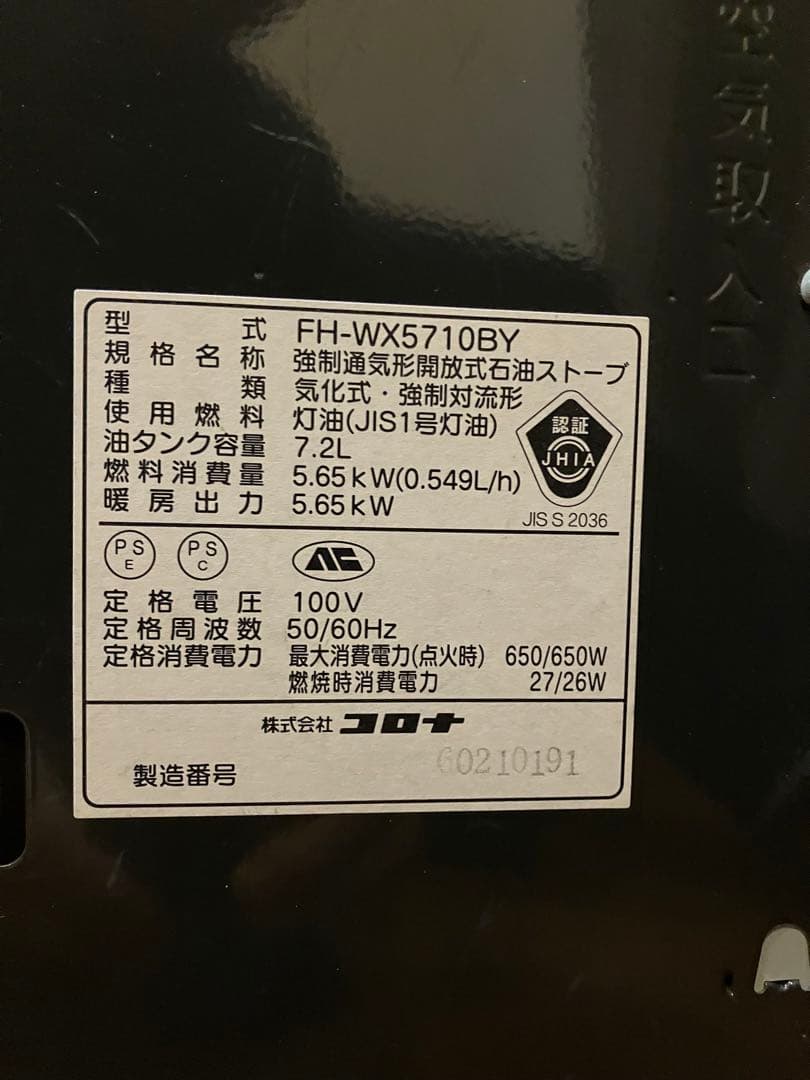 空気取入口
型式 FH-WX5710BY
規格名称 強制通気形開放式石油ストーブ
種類 気化式・強制対流形
使用燃料 灯油(JIS1号灯油)
油タンク容量 7.2L
燃料消費量 5.65kW(0.549L/h)
暖房出力 5.65kW
認証
JHIA
JIS S 2036
PS E
PS C
定格電圧 100V
定格周波数 50/60Hz
定格消費電力 最大消費電力(点火時) 650/650W
燃焼時消費電力 27/26W
株式会社 コロナ
製造番号 60210191